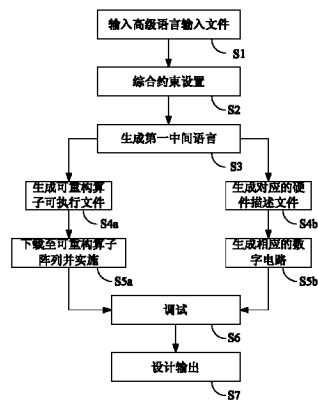 输入高级语言输入文件
S1
综合约束设置
S2
生成第一中间语言
S3
生成可重构算
子可执行文件
S4a
生成对应的硬
件描述文件
S4b
下载至可重构算子
阵列并实施
S5a
生成相应的数
字电路
S5b
调试
S6
设计输出
S7